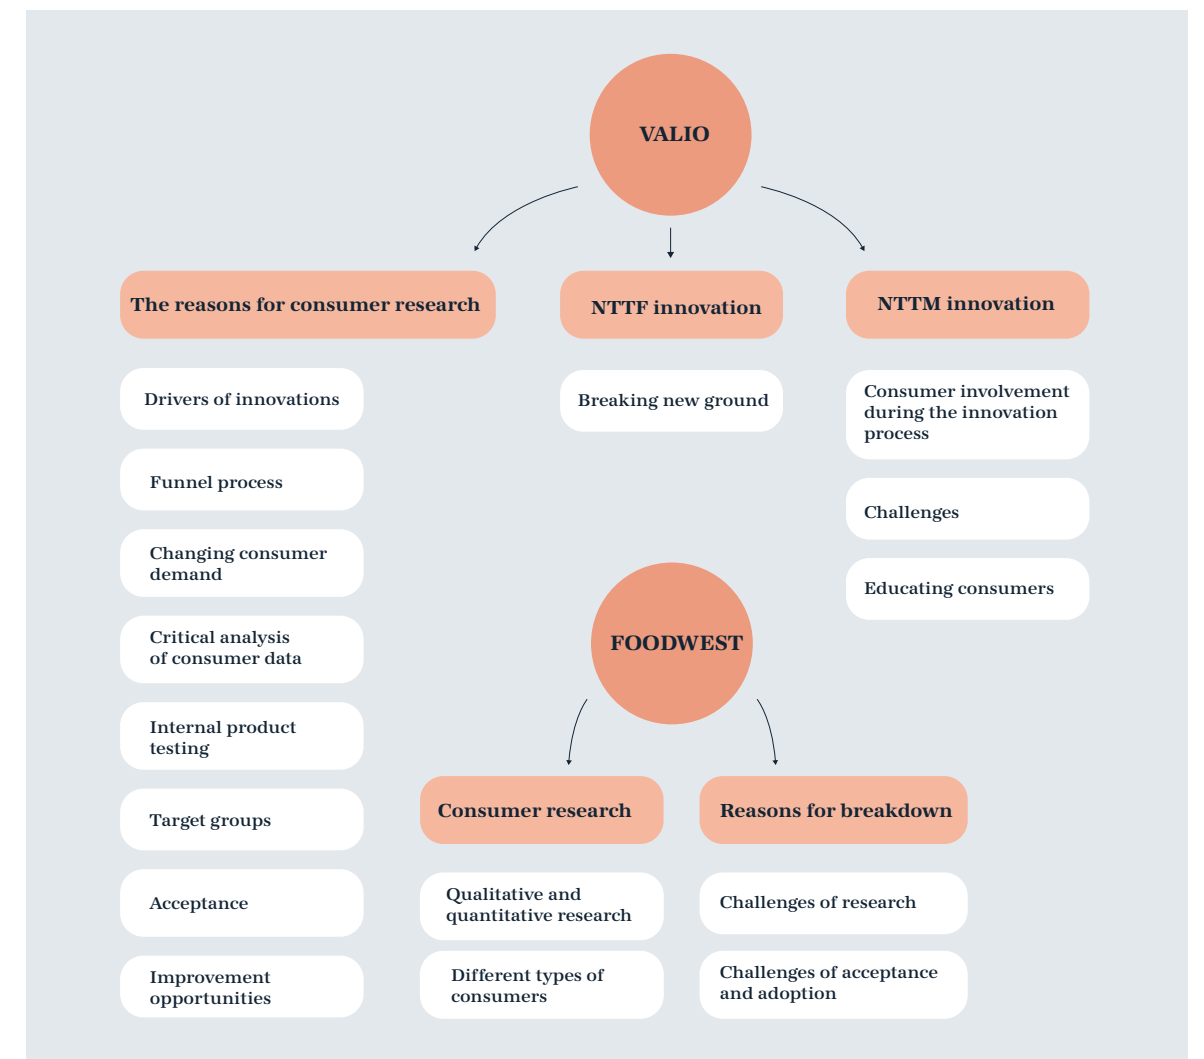 VALIO
The reasons for consumer research
NTTF innovation
NTTM innovation
Drivers of innovations
Funnel process
Changing consumer
demand
Critical analysis
of consumer data
Internal product
testing
Target groups
Acceptance
Improvement
opportunities
Breaking new ground
Consumer involvement
during the innovation
process
Challenges
Educating consumers
FOODWEST
Consumer research
Reasons for breakdown
Qualitative and
quantitative research
Different types of
consumers
Challenges of research
Challenges of acceptance
and adoption